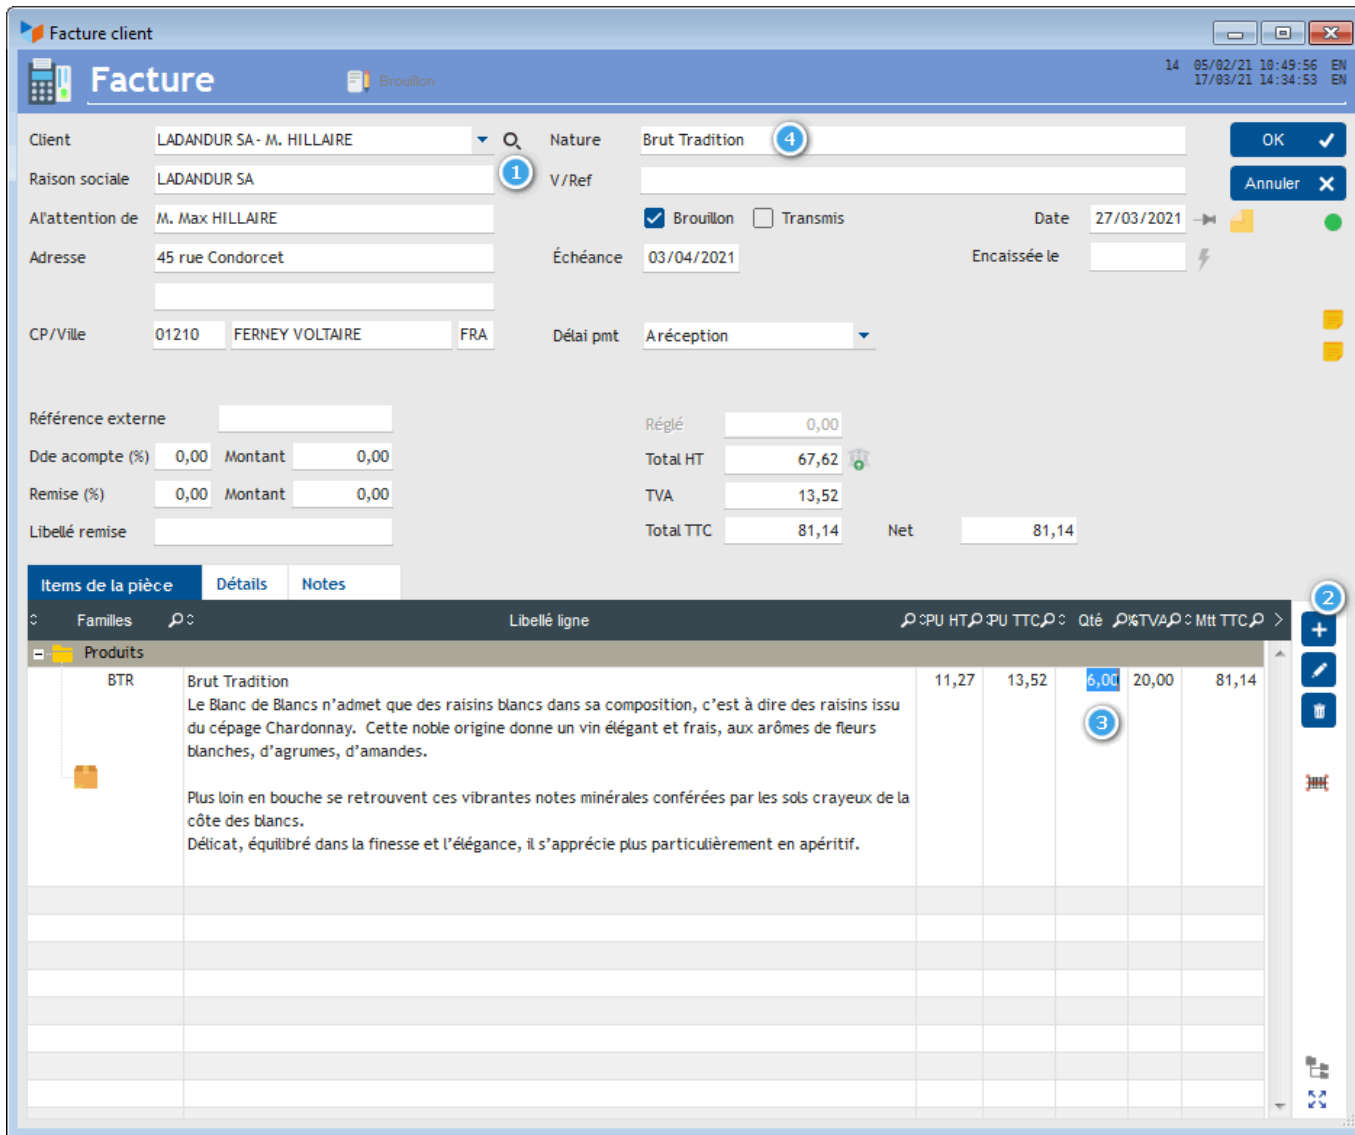 Facture client
Facture
Brouillon
14 05/02/21 10:49:56 EN
17/03/21 14:34:53 EN
Client LADANDUR SA - M. HILLAIRE Nature Brut Tradition 4 OK
1
Raison sociale LADANDUR SA V/Ref Annuler
Al'attention de M. Max HILLAIRE Brouillon Transmis Date 27/03/2021
Adresse 45 rue Condorcet Échéance 03/04/2021 Encaissée le
CP/Ville 01210 FERNEY VOLTAIRE FRA Délai pmt A réception
Référence externe Réglé 0,00
Dde acompte (%) 0,00 Montant 0,00 Total HT 67,62
Remise (%) 0,00 Montant 0,00 TVA 13,52
Libellé remise Total TTC 81,14 Net 81,14
Items de la pièce Détails Notes
2
Familles Libellé ligne PU HT PU TTC Qté %TVA Mtt TTC
Produits
BTR Brut Tradition 11,27 13,52 6,00 20,00 81,14
Le Blanc de Blancs n'admet que des raisins blancs dans sa composition, c'est à dire des raisins issu
du cépage Chardonnay. Cette noble origine donne un vin élégant et frais, aux arômes de fleurs
3
blanches, d'agrumes, d'amandes.
Plus loin en bouche se retrouvent ces vibrantes notes minérales conférées par les sols crayeux de la
côte des blancs.
Délicat, équilibré dans la finesse et l'élégance, il s'apprécie plus particulièrement en apéritif.